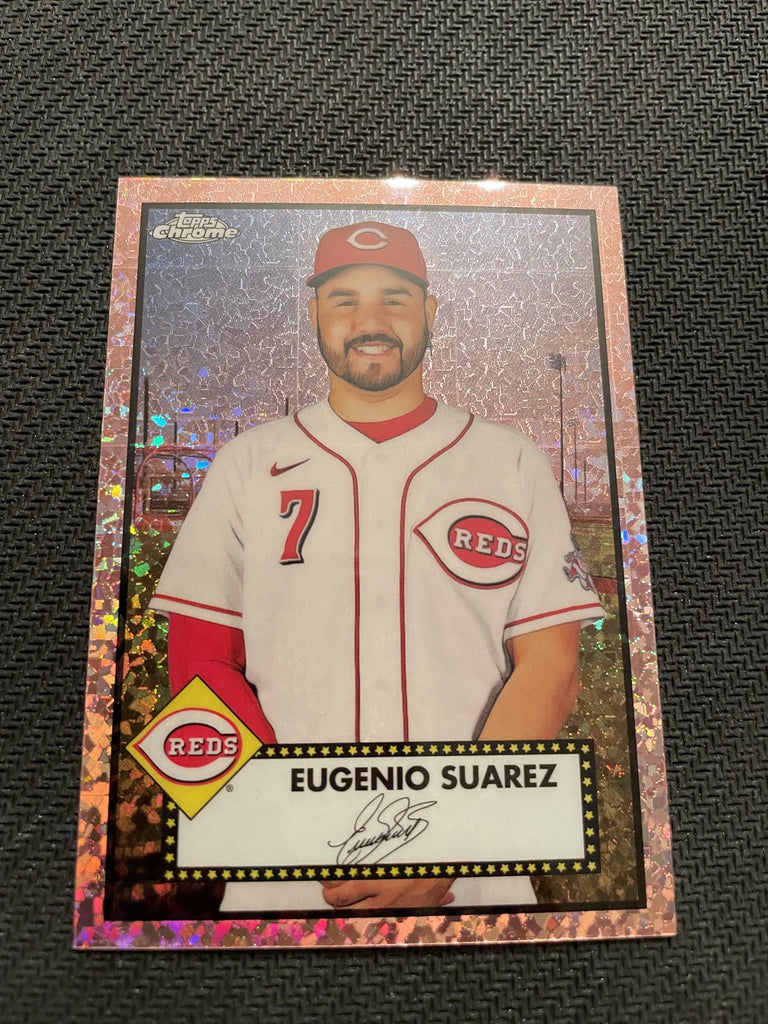 Topps
Chrome
7
REDS
REDS
®
EUGENIO SUAREZ